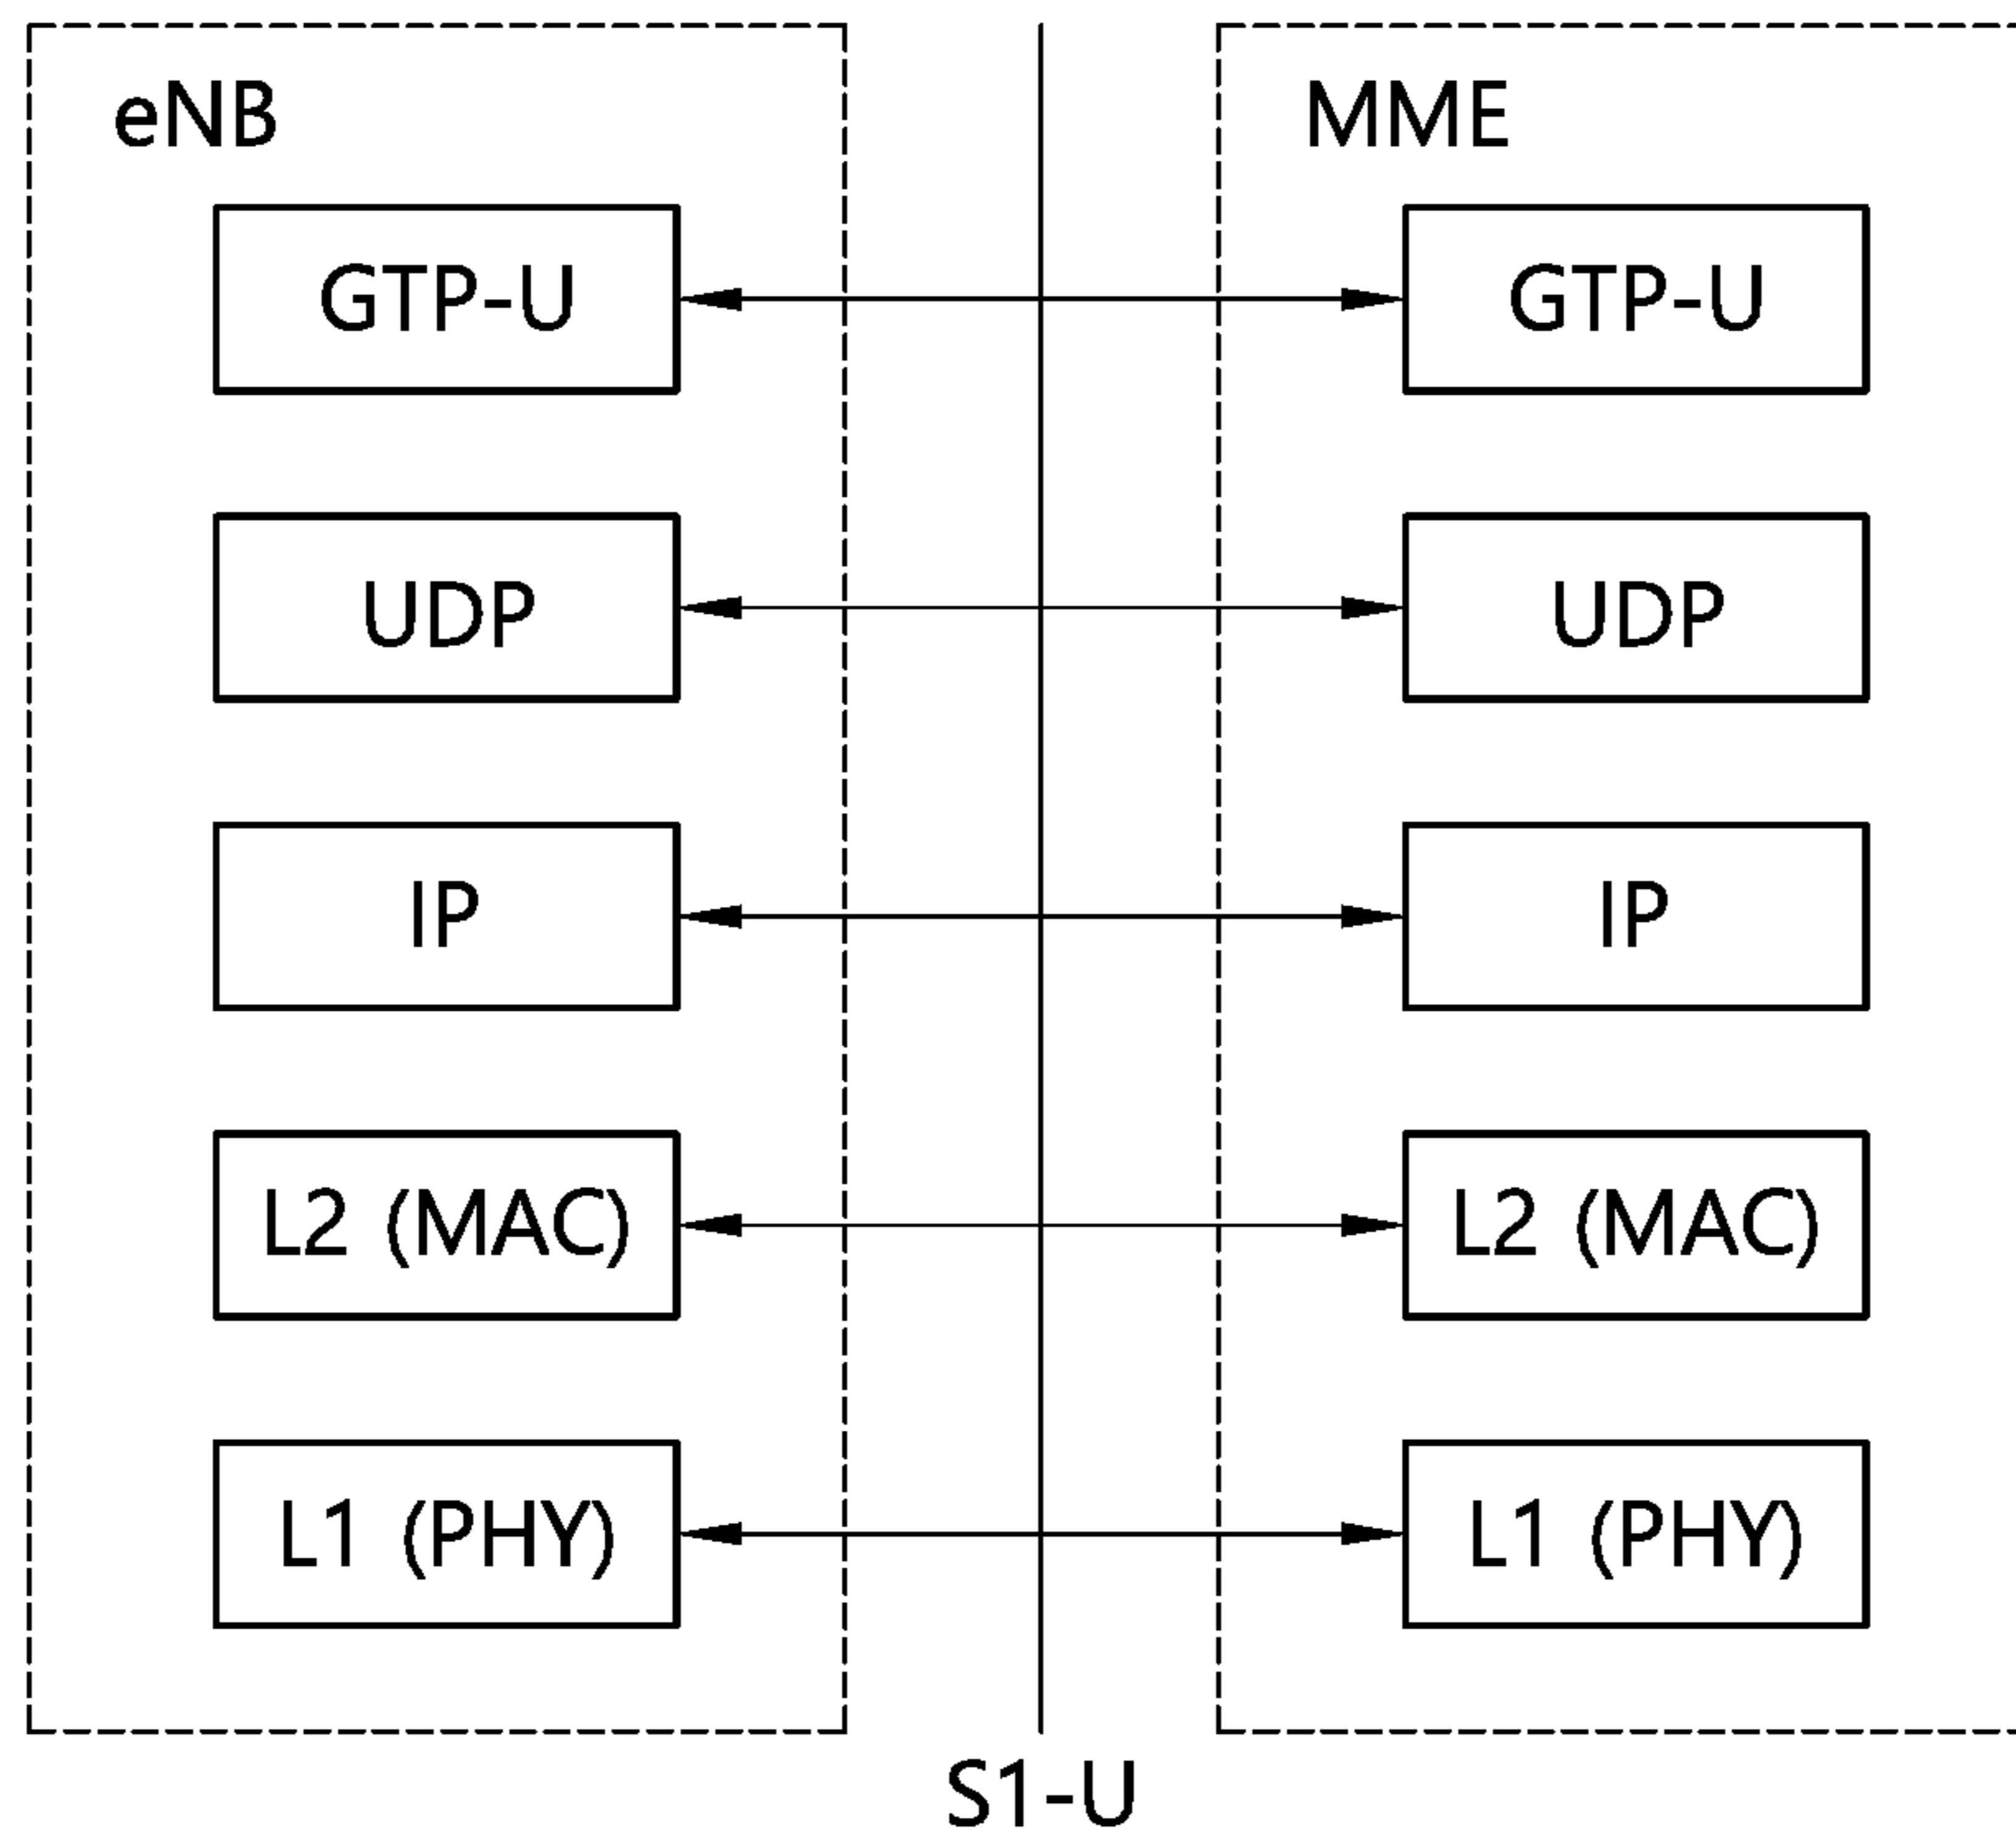 eNB
MME
GTP-U
GTP-U
UDP
UDP
IP
IP
L2 (MAC)
L2 (MAC)
L1 (PHY)
L1 (PHY)
S1-U